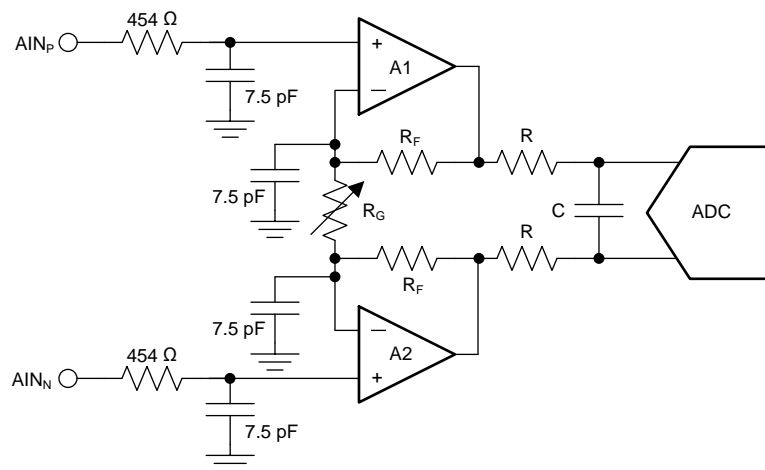 454 Ω
AINP
7.5 pF
A1
+
−
RF
R
7.5 pF
RG
C
ADC
R
RF
7.5 pF
−
A2
+
454 Ω
AINN
7.5 pF